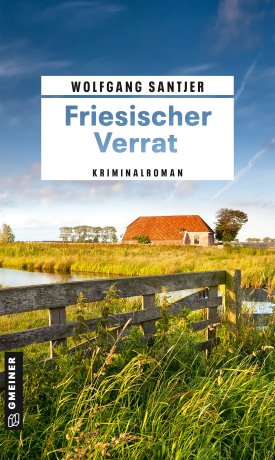 WOLFGANG SANTJER
Friesischer
Verrat
KRIMINALROMAN
GMEINER